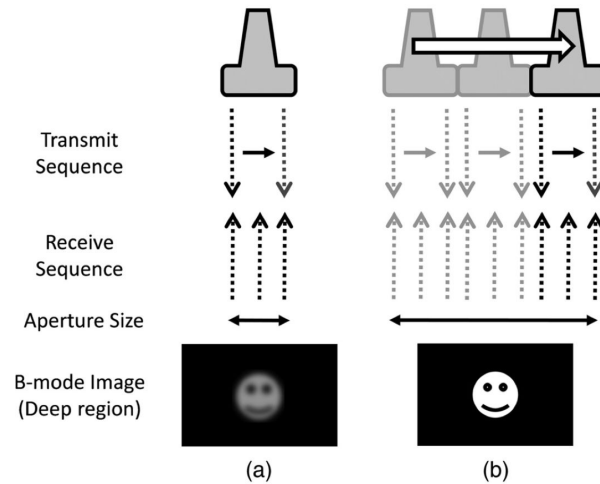 Transmit
Sequence
Receive
Sequence
Aperture Size
B-mode Image
(Deep region)
(a)
(b)